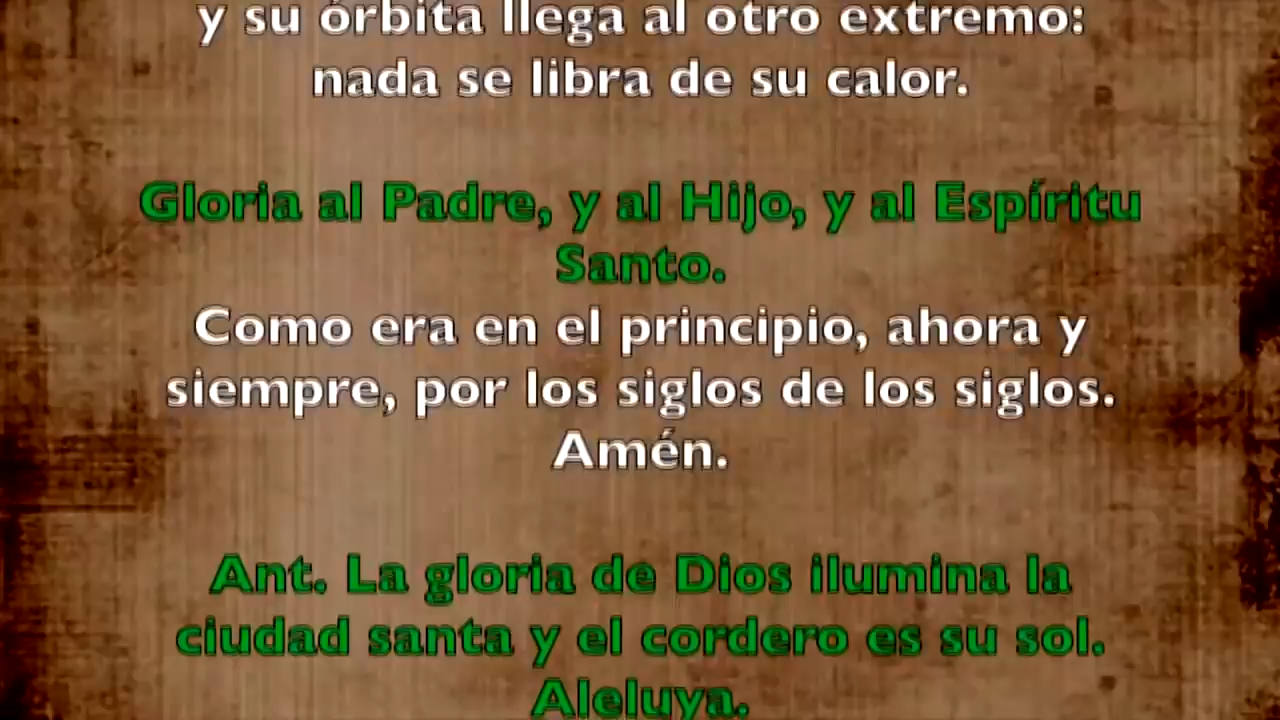 y su órbita llega al otro extremo:
nada se libra de su calor.
Gloria al Padre, y al Hijo, y al Espíritu
Santo.
Como era en el principio, ahora y
siempre, por los siglos de los siglos.
Amén.
Ant. La gloria de Dios ilumina la
ciudad santa y el cordero es su sol.
Aleluya.